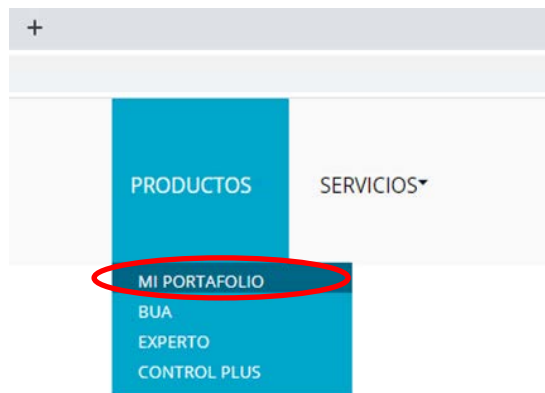 PRODUCTOS SERVICIOS
MI PORTAFOLIO
BUA
EXPERTO
CONTROL PLUS